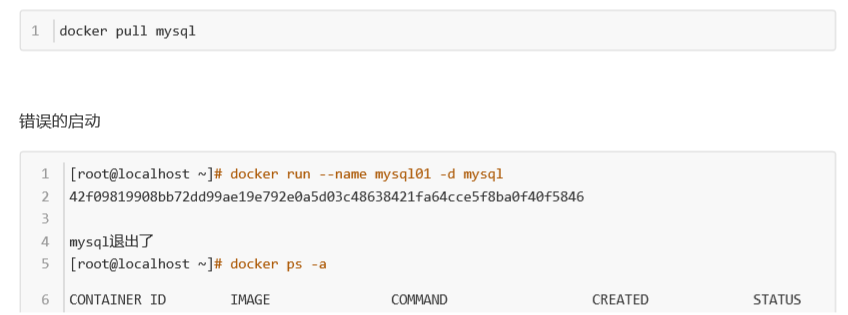 1 docker pull mysql
错误的启动
1 [root@localhost ~]# docker run --name mysql01 -d mysql
2 42f09819908bb72dd99ae19e792e0a5d03c48638421fa64cce5f8ba0f40f5846
3
4 mysql退出了
5 [root@localhost ~]# docker ps -a
6 CONTAINER ID IMAGE COMMAND CREATED STATUS